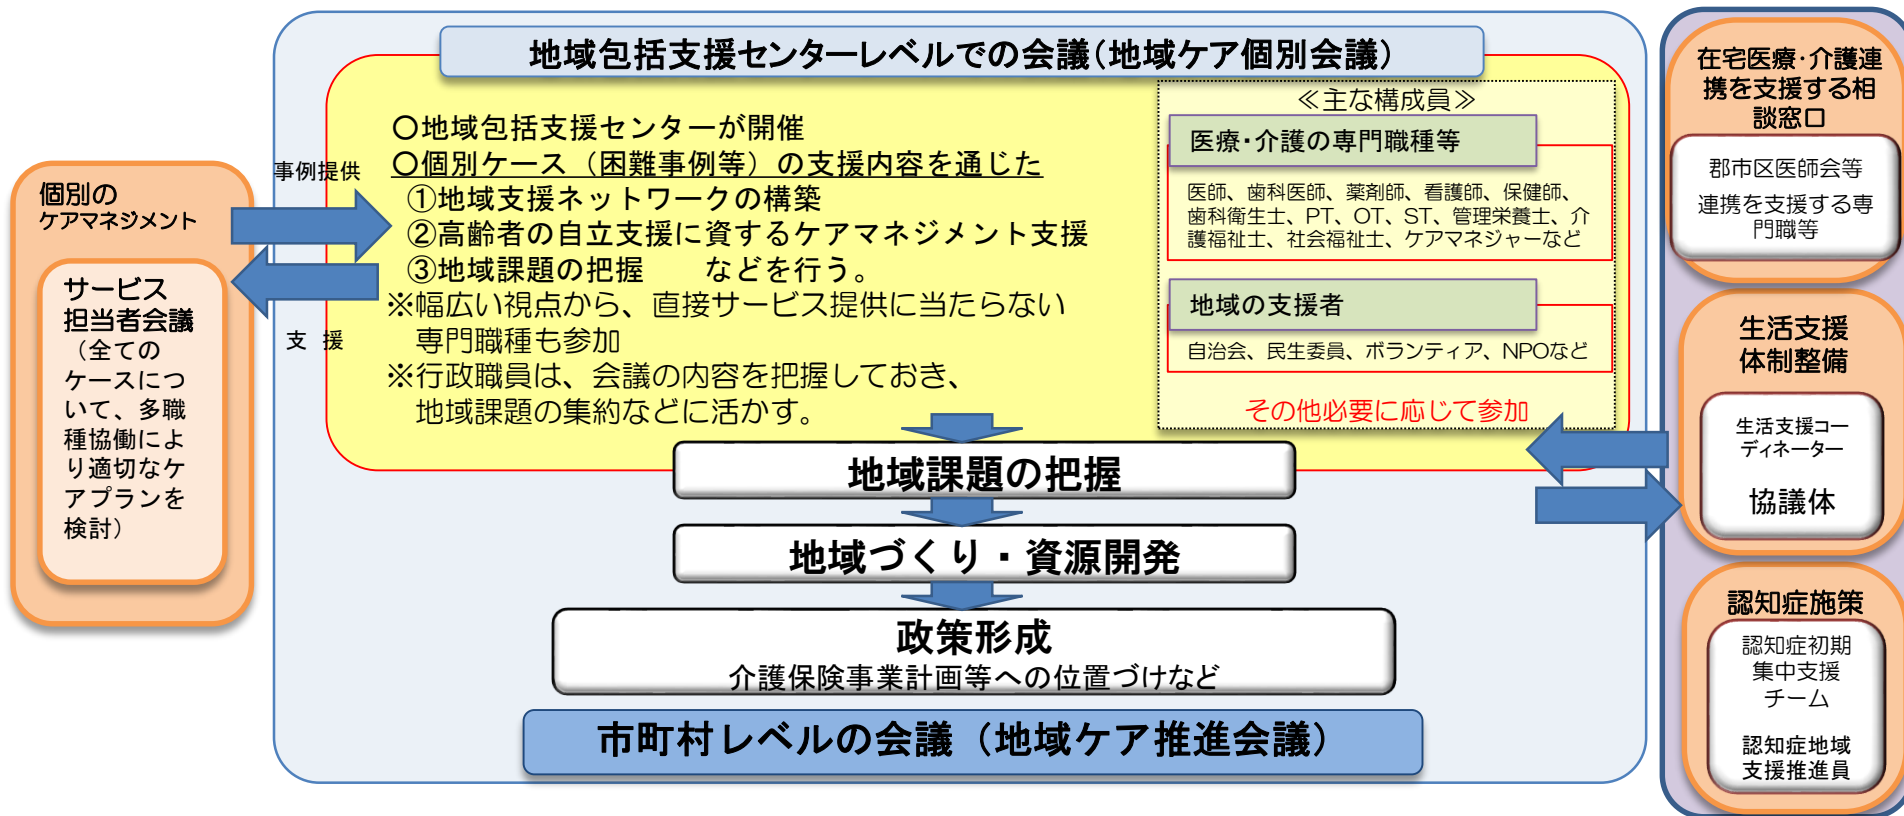 地域包括支援センターレベルでの会議(地域ケア個別会議)
〇地域包括支援センターが開催
〇個別ケース（困難事例等）の支援内容を通じた
①地域支援ネットワークの構築
②高齢者の自立支援に資するケアマネジメント支援
③地域課題の把握　　などを行う。
※幅広い視点から、直接サービス提供に当たらない
専門職種も参加
※行政職員は、会議の内容を把握しておき、
地域課題の集約などに活かす。
≪主な構成員≫
医療・介護の専門職種等
医師、歯科医師、薬剤師、看護師、保健師、
歯科衛生士、PT、OT、ST、管理栄養士、介
護福祉士、社会福祉士、ケアマネジャーなど
地域の支援者
自治会、民生委員、ボランティア、NPOなど
その他必要に応じて参加
事例提供
支 援
個別の
ケアマネジメント
サービス
担当者会議
（全ての
ケースにつ
いて、多職
種協働によ
り適切なケ
アプランを
検討）
地域課題の把握
地域づくり・資源開発
政策形成
介護保険事業計画等への位置づけなど
市町村レベルの会議（地域ケア推進会議）
在宅医療・介護連
携を支援する相
談窓口
郡市区医師会等
連携を支援する専
門職等
生活支援
体制整備
生活支援コー
ディネーター
協議体
認知症施策
認知症初期
集中支援
チーム
認知症地域
支援推進員